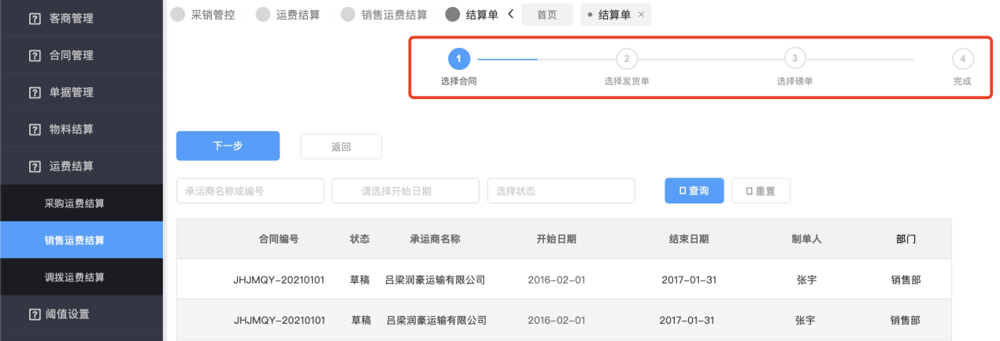 客商管理
合同管理
单据管理
物料结算
运费结算
采购运费结算
销售运费结算
调拨运费结算
阈值设置
采销管控 运费结算 销售运费结算 结算单 首页 结算单 ×
1 2 3 4
选择合同 选择发货单 选择磅单 完成
下一步 返回
承运商名称或编号 请选择开始日期 选择状态 查询 重置
合同编号 状态 承运商名称 开始日期 结束日期 制单人 部门
JHJMQY-20210101 草稿 吕梁润豪运输有限公司 2016-02-01 2017-01-31 张宇 销售部
JHJMQY-20210101 草稿 吕梁润豪运输有限公司 2016-02-01 2017-01-31 张宇 销售部